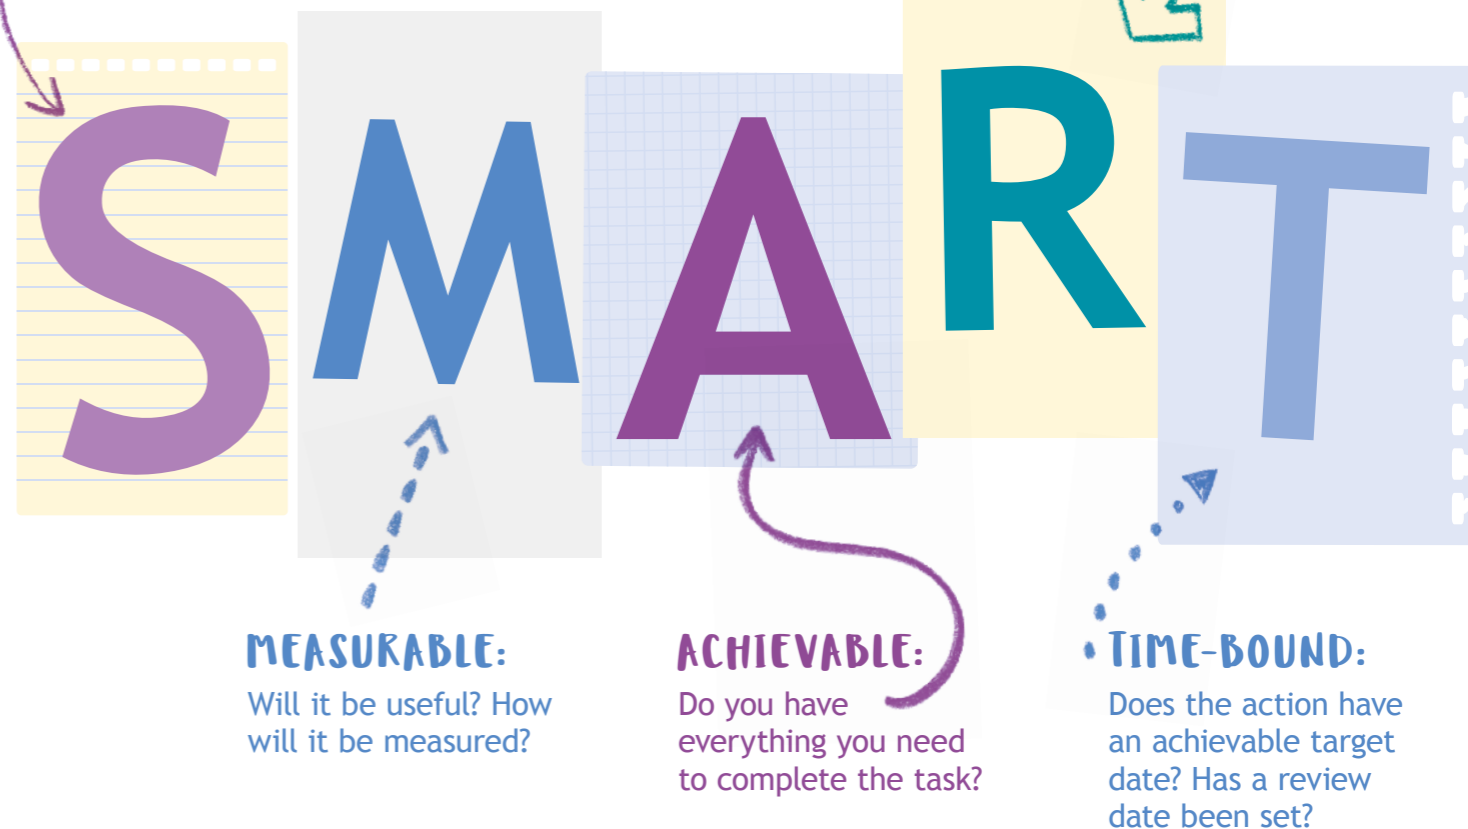 SMART
MEASURABLE:
Will it be useful? How
will it be measured?
ACHIEVABLE:
Do you have
everything you need
to complete the task?
TIME-BOUND:
Does the action have
an achievable target
date? Has a review
date been set?